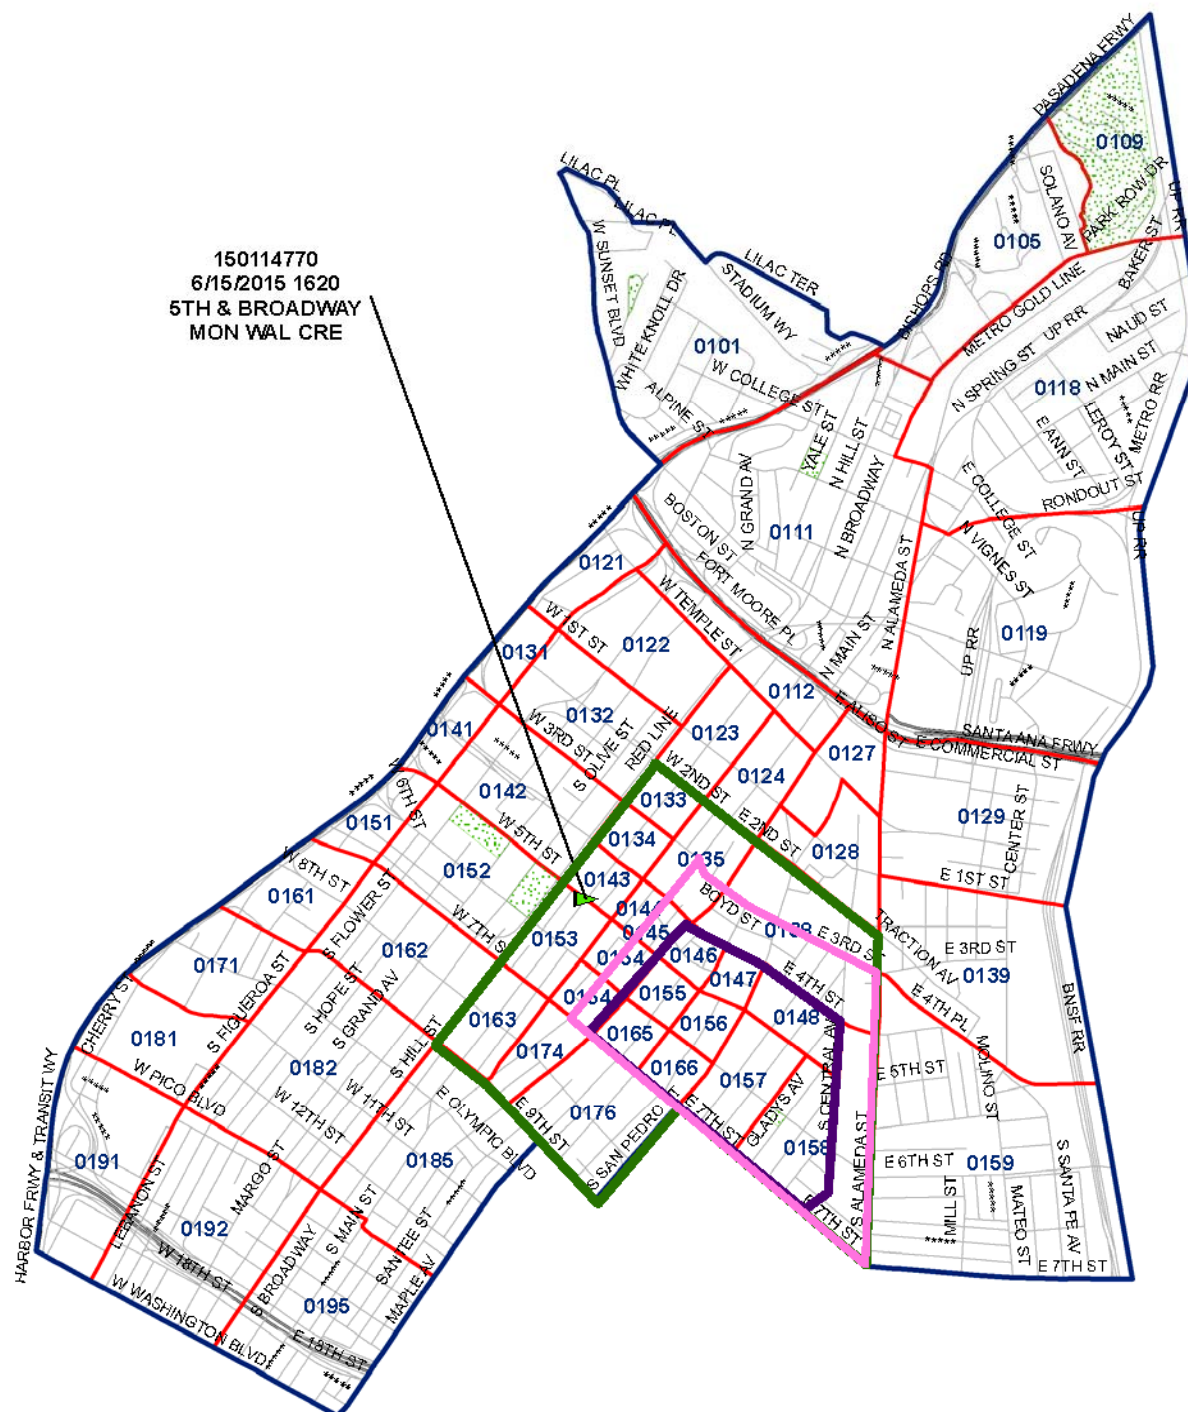 PASADENA FRWY
*****
0109
LILAC PL
*****
SOLANO AV
PARK ROW DR
UP RR
*****
LILAC PL
0105
W SUNSET BLVD
150114770
6/15/2015 1620
5TH & BROADWAY
MON WAL CRE
LILAC TER
*****
BAKER ST
STADIUM WY
BISHOPS RD
METRO GOLD LINE
WHITE KNOLL DR
UP RR
NAUD ST
0101
*****
N SPRING ST
N MAIN ST
W COLLEGE ST
*****
0118
ALPINE ST
*****
LEROY ST
*****
METRO RR
*****
YALE ST
N HILL ST
E ANN ST
N GRAND AV
N BROADWAY
E COLLEGE ST
RONDOUT ST
BOSTON ST
*****
0111
N VIGNES ST
UP RR
0121
FORT MOORE PL
N ALAMEDA ST
*****
W TEMPLE ST
W 1ST ST
0122
*****
N MAIN ST
UP RR
0119
0131
*****
*****
*****
0112
0132
S OLIVE ST
RED LINE
E ALISO ST
0141
W 3RD ST
0123
SANTA ANA FRWY
*****
*****
0127
E COMMERCIAL ST
W 6TH ST
W 2ND ST
0124
*****
0142
0133
0151
W 5TH ST
0134
E 2ND ST
0129
CENTER ST
W 8TH ST
0152
0135
0128
0143
E 1ST ST
0161
S FLOWER ST
BOYD ST
0153
W 7TH ST
0138
E 3RD ST
TRACTION AV
*****
0162
0146
E 3RD ST
0171
0147
E 4TH ST
0139
CHERRY ST
S FIGUEROA ST
S HOPE ST
S GRAND AV
0155
0148
E 4TH PL
BNSF RR
0163
0181
S HILL ST
0165
0156
S CENTRAL AV
0174
0166
MOLINO ST
W PICO BLVD
*****
0182
W 11TH ST
0157
E 5TH ST
*****
W 12TH ST
E OLYMPIC BLVD
E 9TH ST
0176
S SAN PEDRO
E 7TH ST
GLADYS AV
S ALAMEDA ST
*****
HARBOR FRWY & TRANSIT WY
0191
0185
0158
E 6TH ST
0159
S SANTA FE AV
LEBANON ST
MARGO ST
*****
*****
MILL ST
MATEO ST
*****
0192
S MAIN ST
SANTEE ST
7TH ST
*****
W 18TH ST
S BROADWAY
*****
MAPLE AV
E 7TH ST
W WASHINGTON BLVD
0195
*****
E 18TH ST
*****